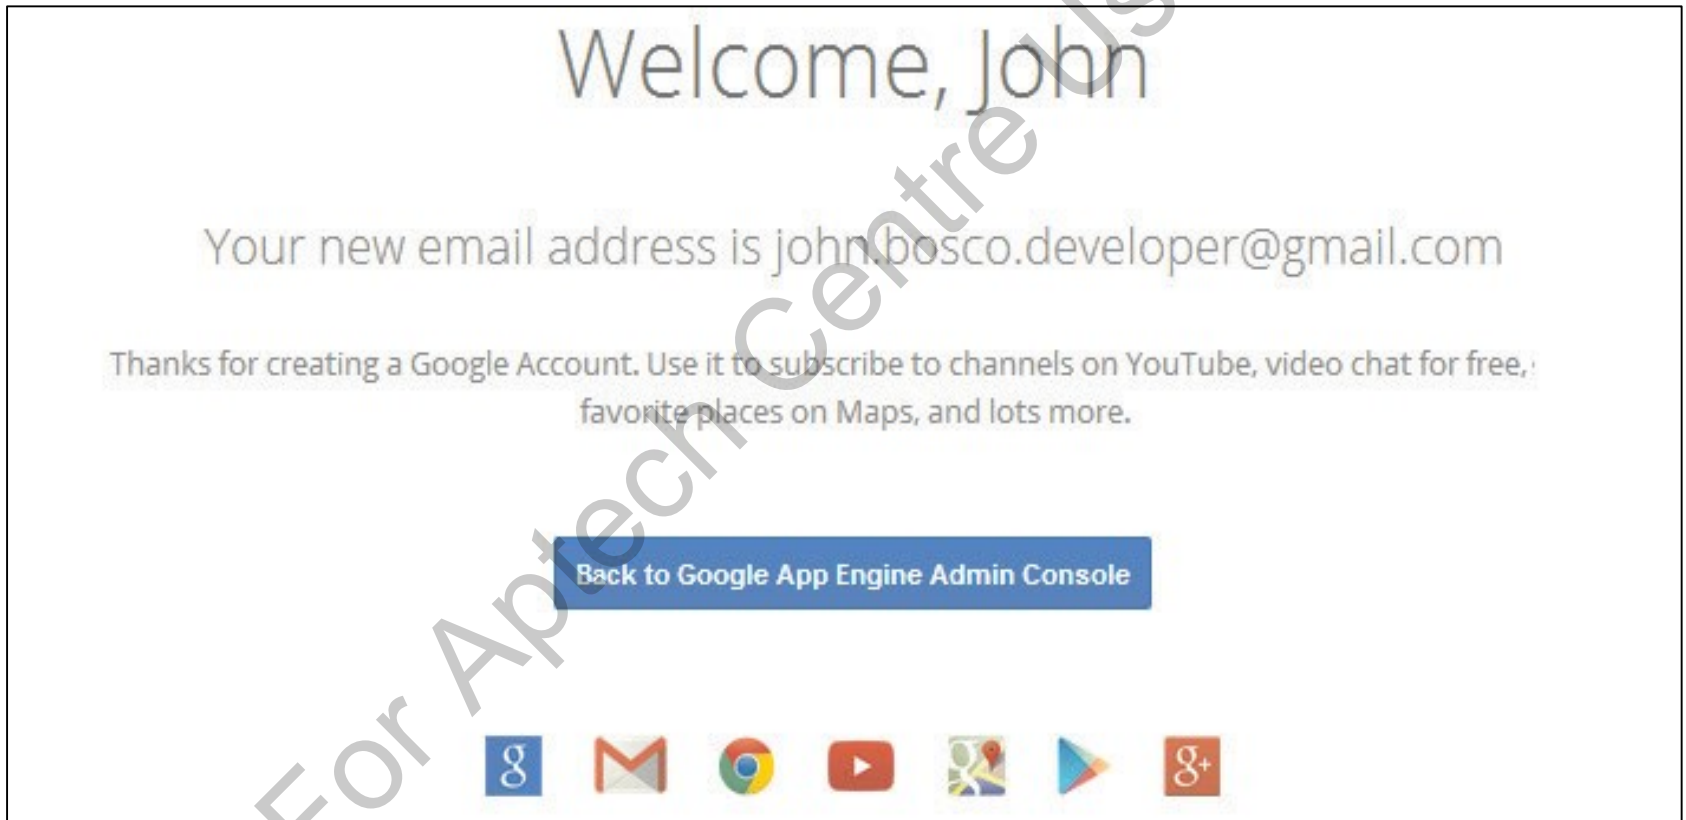 Welcome, John
Your new email address is john.bosco.developer@gmail.com
Thanks for creating a Google Account. Use it to subscribe to channels on YouTube, video chat for free,
favorite places on Maps, and lots more.
Back to Google App Engine Admin Console
g
g+
For Aptech Centre